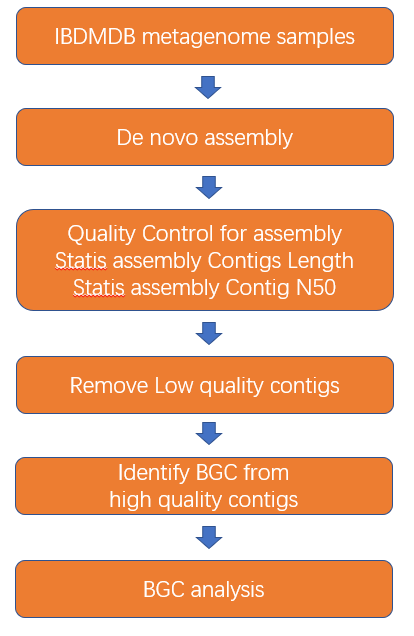 IBDMDB metagenome samples
De novo assembly
Quality Control for assembly
Statis assembly Contigs Length
Statis assembly Contig N50
Remove Low quality contigs
Identify BGC from
high quality contigs
BGC analysis